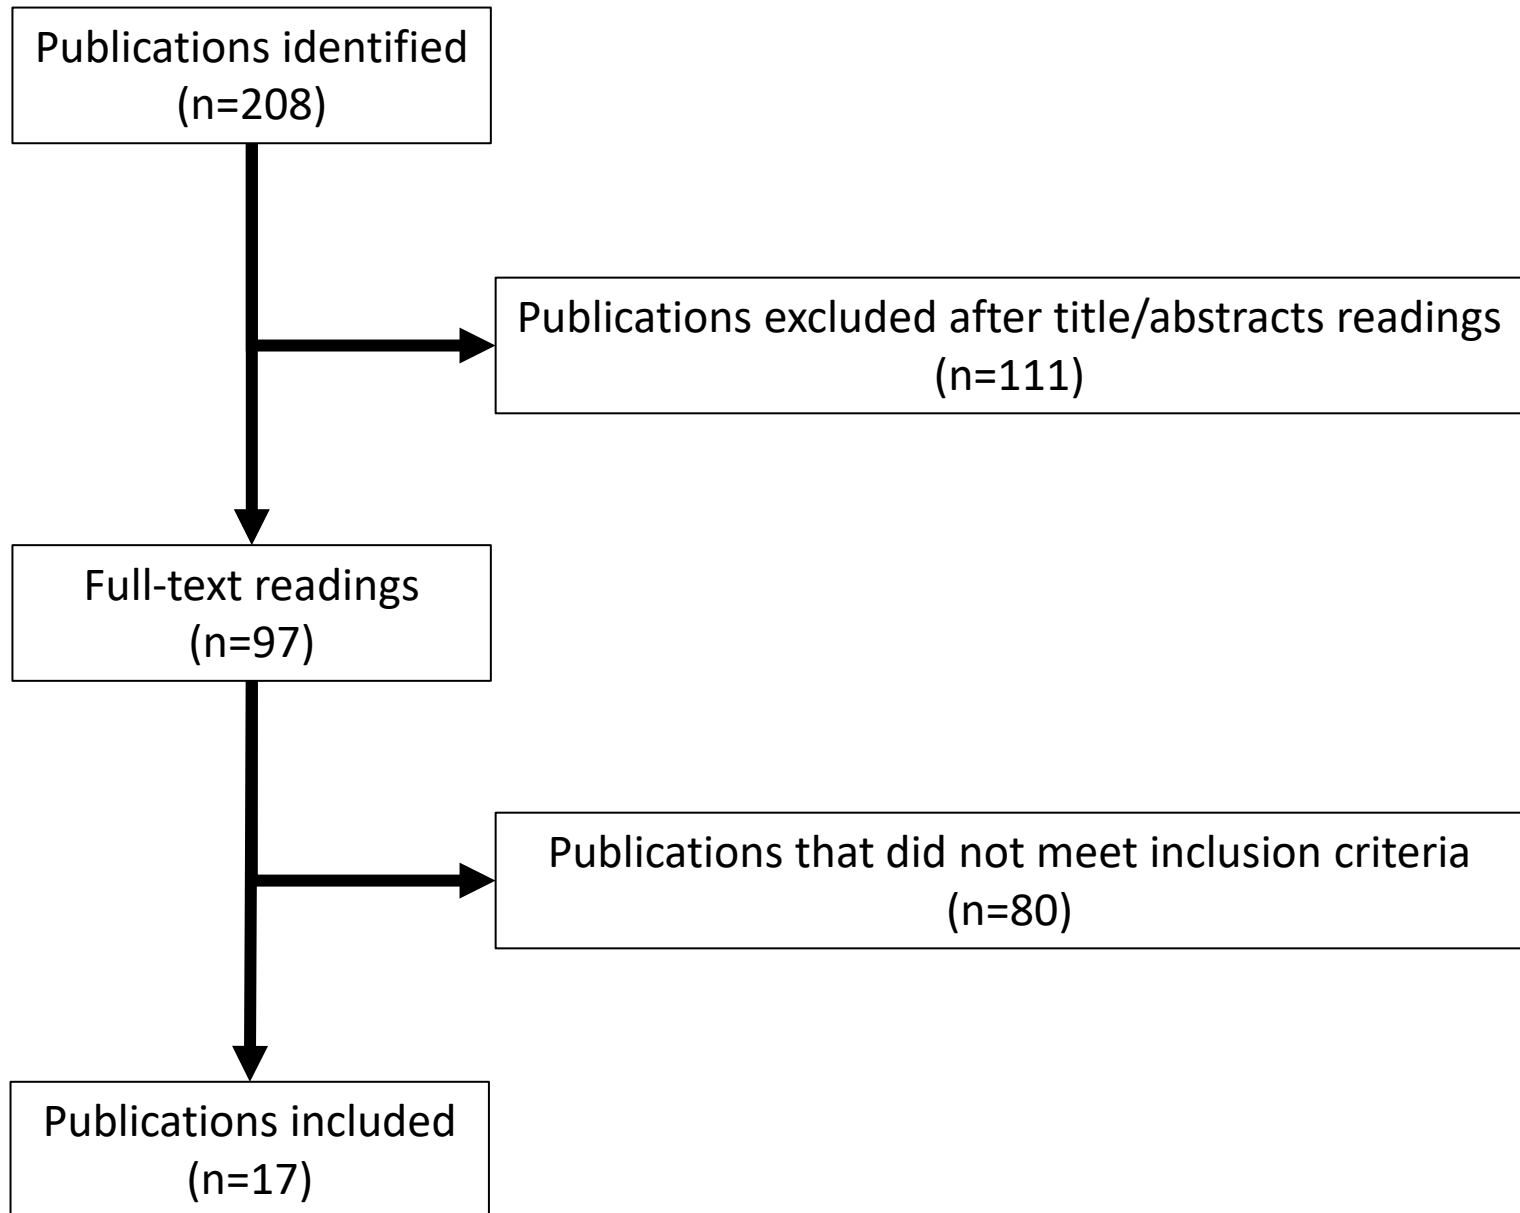 Publications identified
(n=208)
Publications excluded after title/abstracts readings
(n=111)
Full-text readings
(n=97)
Publications that did not meet inclusion criteria
(n=80)
Publications included
(n=17)